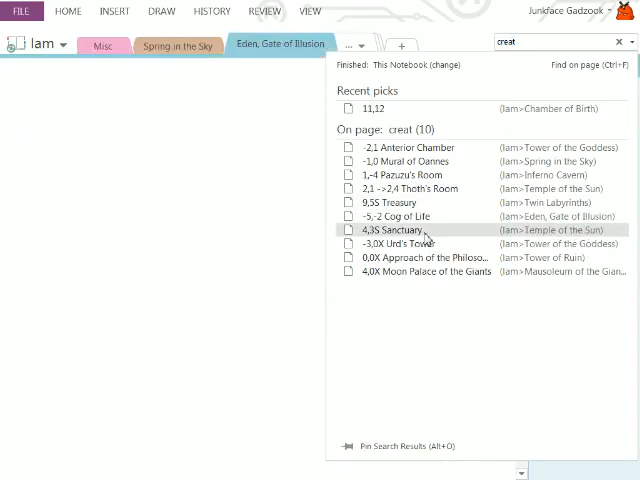 FILE HOME INSERT DRAW HISTORY REVIEW VIEW Junkface Gadzook
Iam Misc Spring in the Sky Eden, Gate of Illusion ... + creat
Finished: This Notebook (change) Find on page (Ctrl+F)
Recent picks
11,12 (Iam>Chamber of Birth)
On page: creat (10)
-2,1 Anterior Chamber (Iam>Tower of the Goddess)
-1,0 Mural of Oannes (Iam>Spring in the Sky)
1,-4 Pazuzu's Room (Iam>Inferno Cavern)
2,1 ->2,4 Thoth's Room (Iam>Temple of the Sun)
9,5S Treasury (Iam>Twin Labyrinths)
-5,-2 Cog of Life (Iam>Eden, Gate of Illusion)
4,3S Sanctuary (Iam>Temple of the Sun)
-3,0X Urd's Tower (Iam>Tower of the Goddess)
0,0X Approach of the Philoso... (Iam>Tower of Ruin)
4,0X Moon Palace of the Giants (Iam>Mausoleum of the Gian...
Pin Search Results (Alt+O)